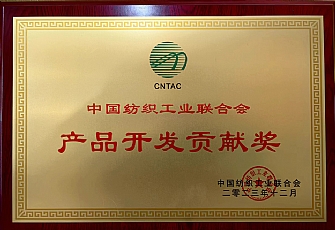 CNTAC
中国纺织工业联合会
产品开发贡献奖
中国纺织工业联合会
二零二三年十二月